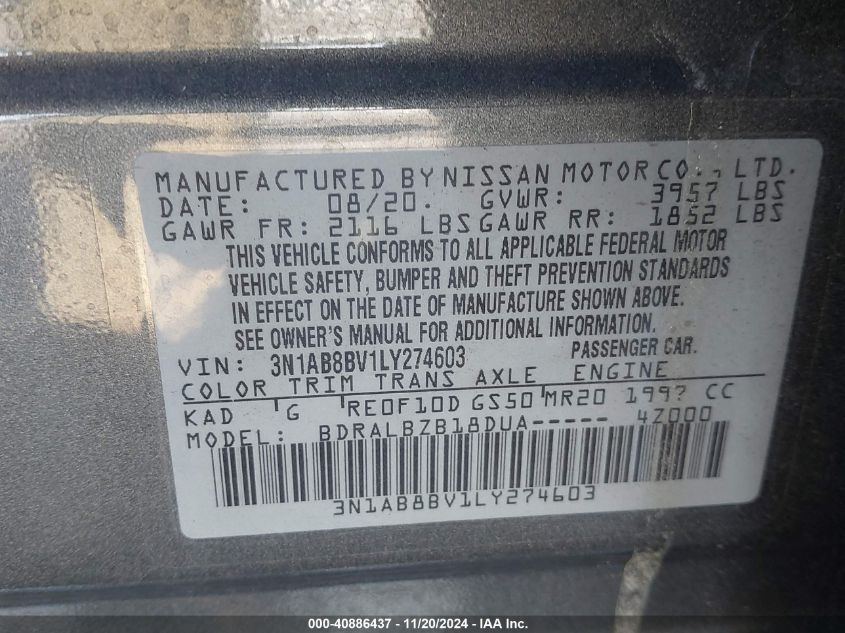 MANUFACTURED BY NISSAN MOTOR CO., LTD.
DATE: 08/20. GVWR: 3957 LBS
GAWR FR: 2116 LBS GAWR RR: 1852 LBS
THIS VEHICLE CONFORMS TO ALL APPLICABLE FEDERAL MOTOR
VEHICLE SAFETY, BUMPER AND THEFT PREVENTION STANDARDS
IN EFFECT ON THE DATE OF MANUFACTURE SHOWN ABOVE.
SEE OWNER'S MANUAL FOR ADDITIONAL INFORMATION.
VIN: 3N1AB8BV1LY274603 PASSENGER CAR.
COLOR TRIM TRANS AXLE ENGINE
KAD G RE0F10D GS50 MR20 1997 CC
MODEL: BDRALBZB18DUA----- 4Z000
3N1AB8BV1LY274603
000-40886437 - 11/20/2024 - IAA Inc.